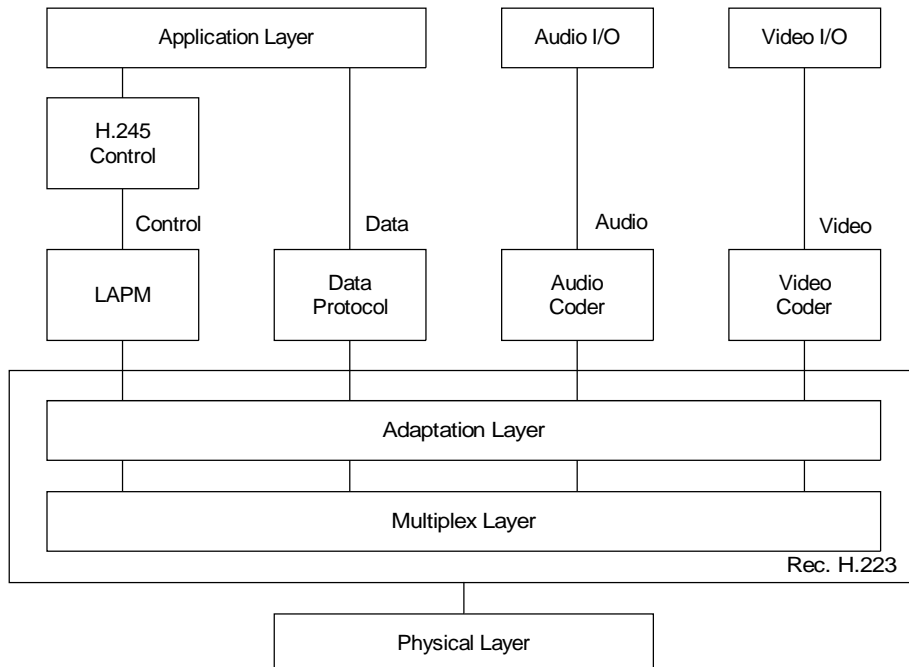 Application Layer
Audio I/O
Video I/O
H.245
Control
Control
Data
Audio
Video
LAPM
Data
Protocol
Audio
Coder
Video
Coder
Adaptation Layer
Multiplex Layer
Rec. H.223
Physical Layer